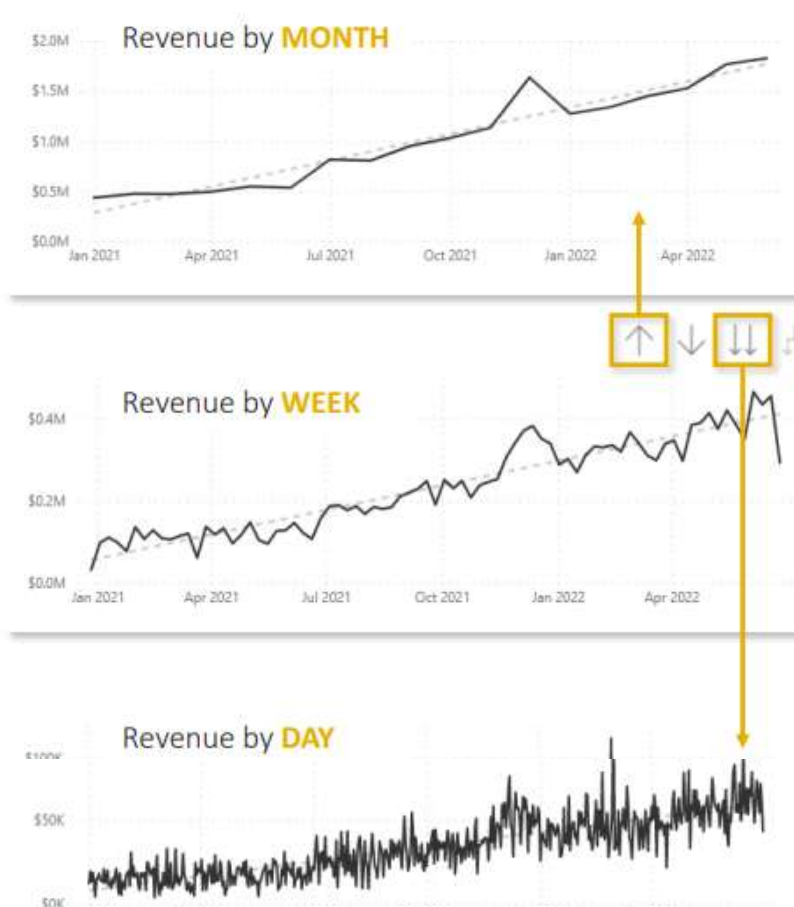 Revenue by MONTH
$2.0M
$1.5M
$1.0M
$0.5M
$0.0M
Jan 2021 Apr 2021 Jul 2021 Oct 2021 Jan 2022 Apr 2022
Revenue by WEEK
$0.4M
$0.2M
$0.0M
Jan 2021 Apr 2021 Jul 2021 Oct 2021 Jan 2022 Apr 2022
Revenue by DAY
$100K
$50K
$0K